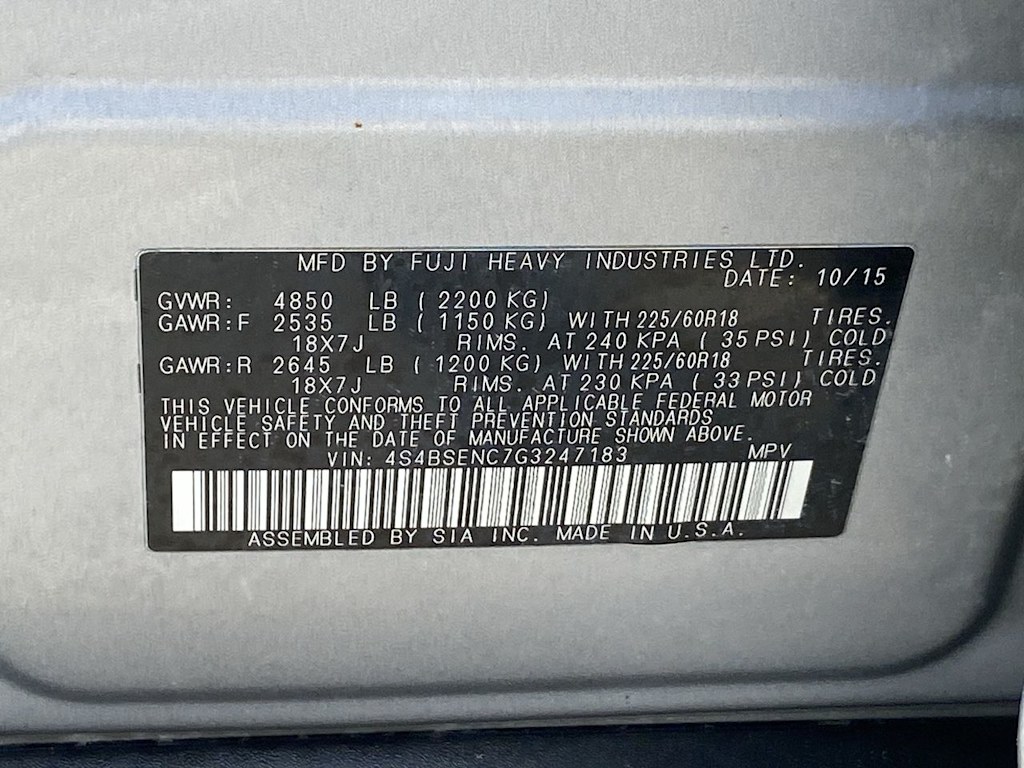 MFD BY FUJI HEAVY INDUSTRIES LTD.
DATE: 10/15
GVWR: 4850 LB ( 2200 KG)
GAWR:F 2535 LB ( 1150 KG) WITH 225/60R18 TIRES.
18X7J RIMS. AT 240 KPA ( 35 PSI) COLD
GAWR:R 2645 LB ( 1200 KG) WITH 225/60R18 TIRES.
18X7J RIMS. AT 230 KPA ( 33 PSI) COLD
THIS VEHICLE CONFORMS TO ALL APPLICABLE FEDERAL MOTOR
VEHICLE SAFETY AND THEFT PREVENTION STANDARDS
IN EFFECT ON THE DATE OF MANUFACTURE SHOWN ABOVE.
VIN: 4S4BSENC7G3247183 MPV
ASSEMBLED BY SIA INC. MADE IN U.S.A.